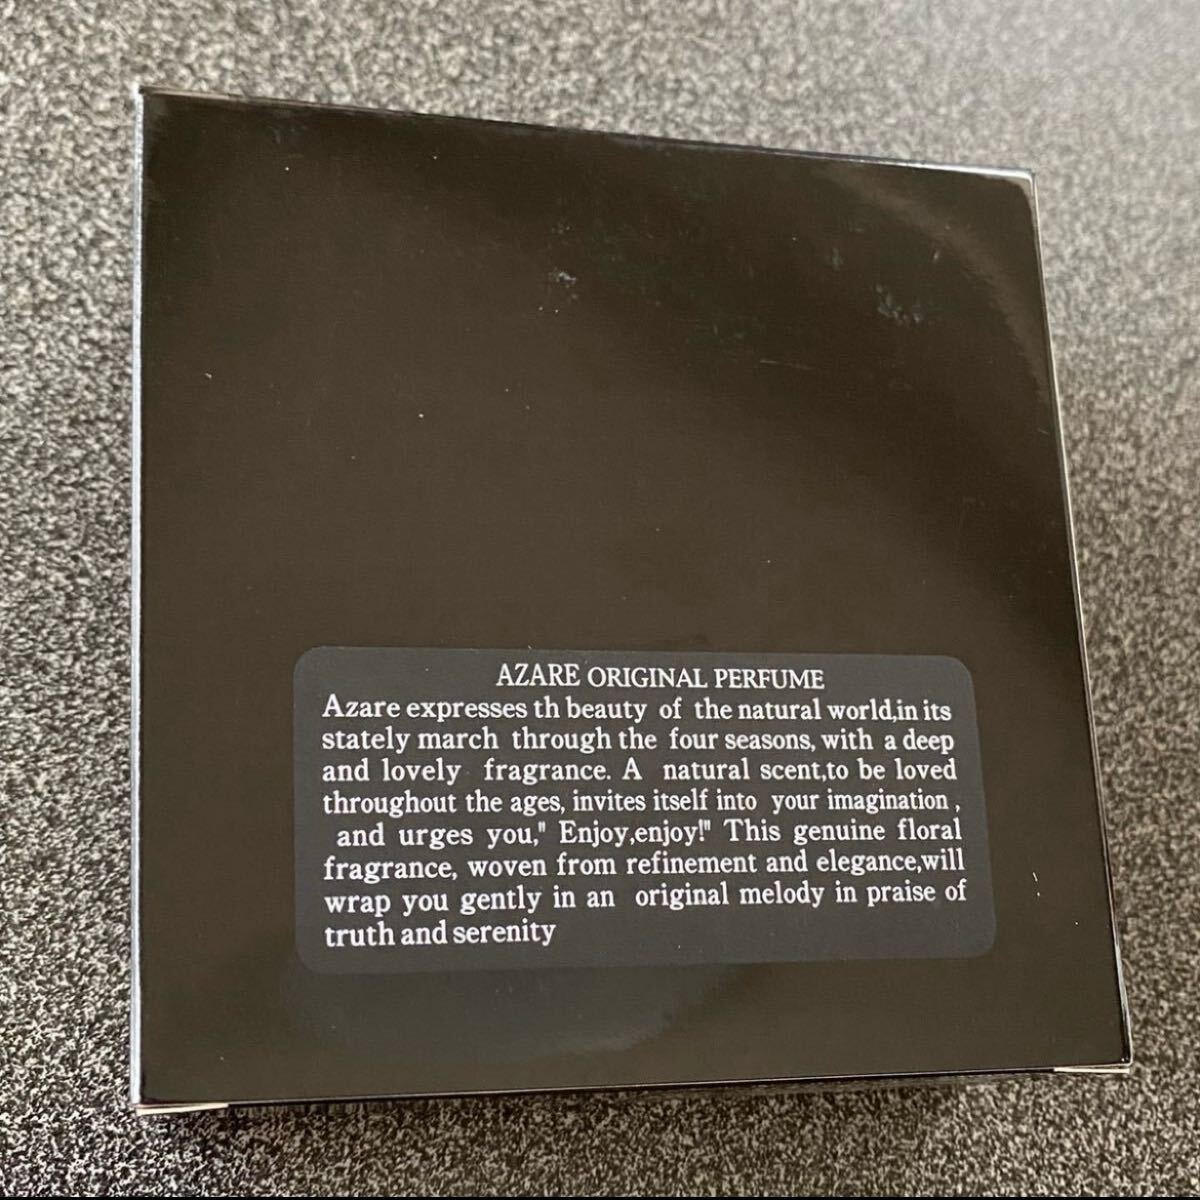 AZARE ORIGINAL PERFUME
Azare expresses th beauty of the natural world,in its
stately march through the four seasons, with a deep
and lovely fragrance. A natural scent,to be loved
throughout the ages, invites itself into your imagination ,
and urges you," Enjoy,enjoy!" This genuine floral
fragrance, woven from refinement and elegance,will
wrap you gently in an original melody in praise of
truth and serenity